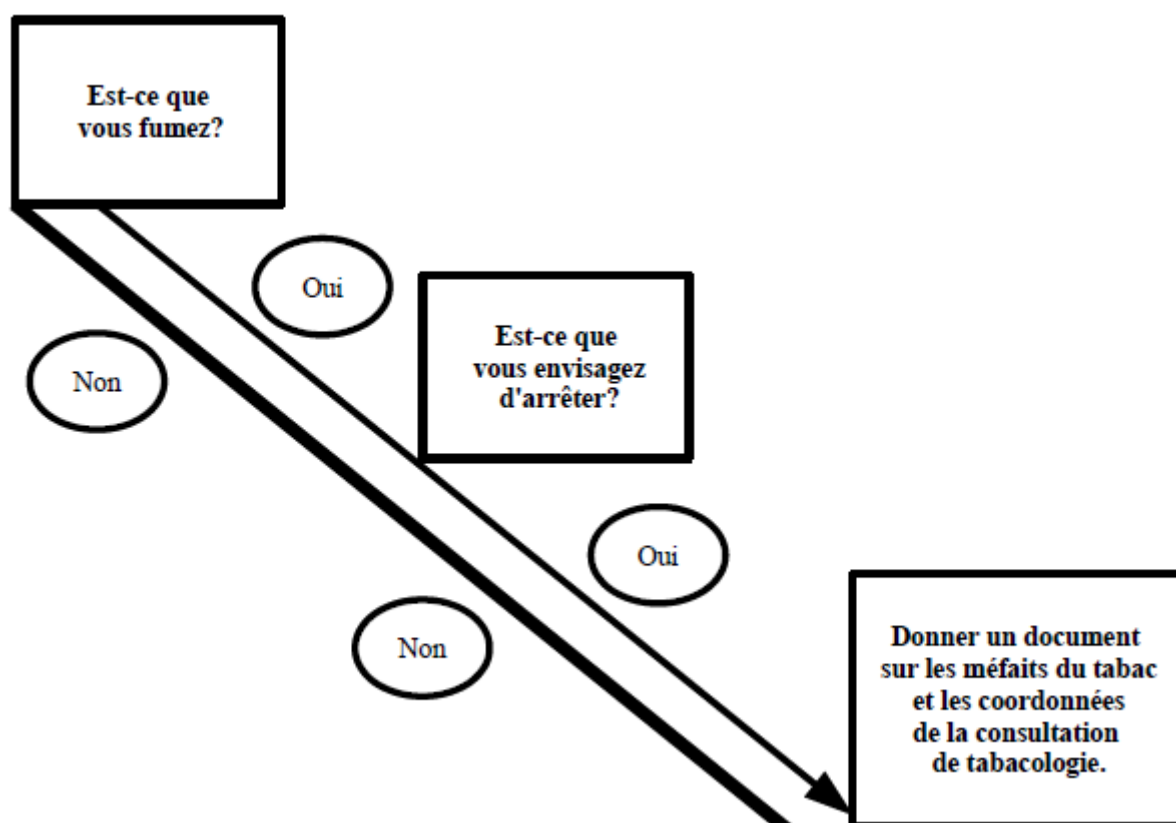 Est-ce que
vous fumez?
Oui
Non
Est-ce que
vous envisagez
d'arrêter?
Oui
Non
Donner un document
sur les méfaits du tabac
et les coordonnées
de la consultation
de tabacologie.